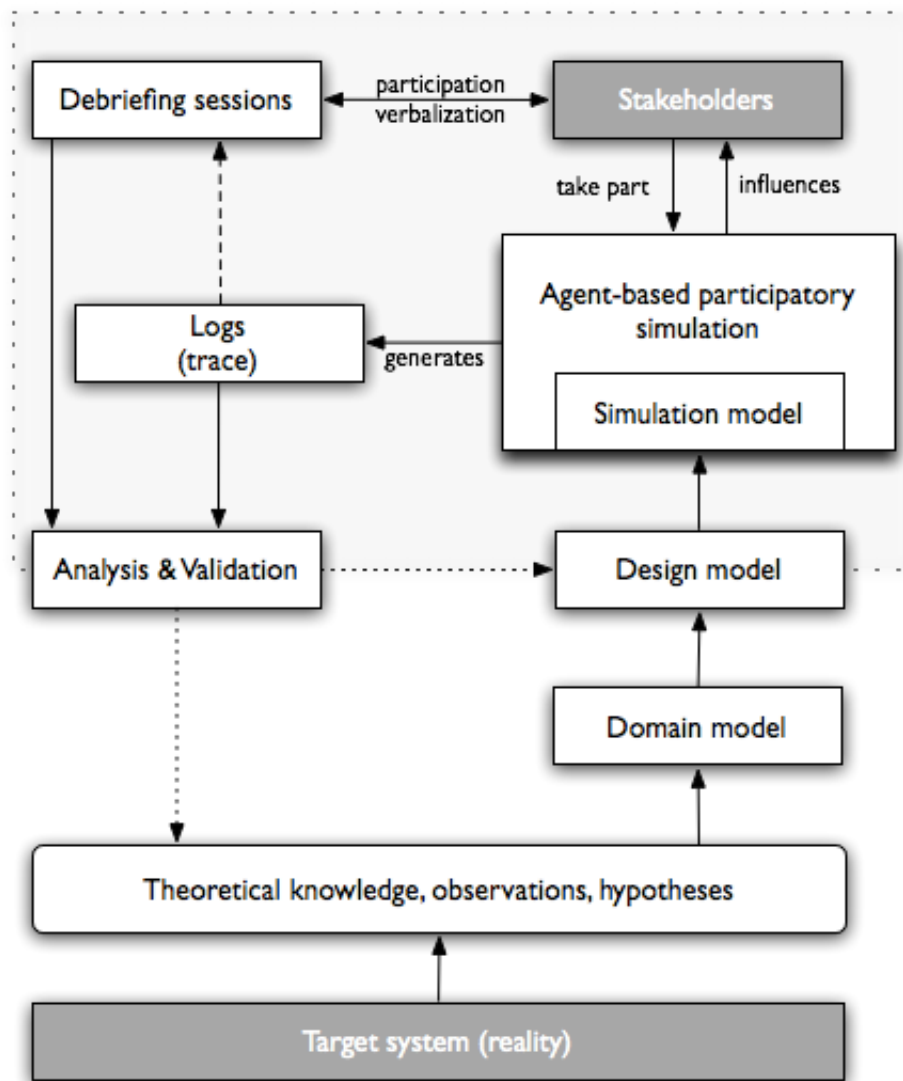 Debriefing sessions
participation
verbalization
Stakeholders
take part
influences
Agent-based participatory
simulation
Logs
(trace)
generates
Simulation model
Analysis & Validation
Design model
Domain model
Theoretical knowledge, observations, hypotheses
Target system (reality)